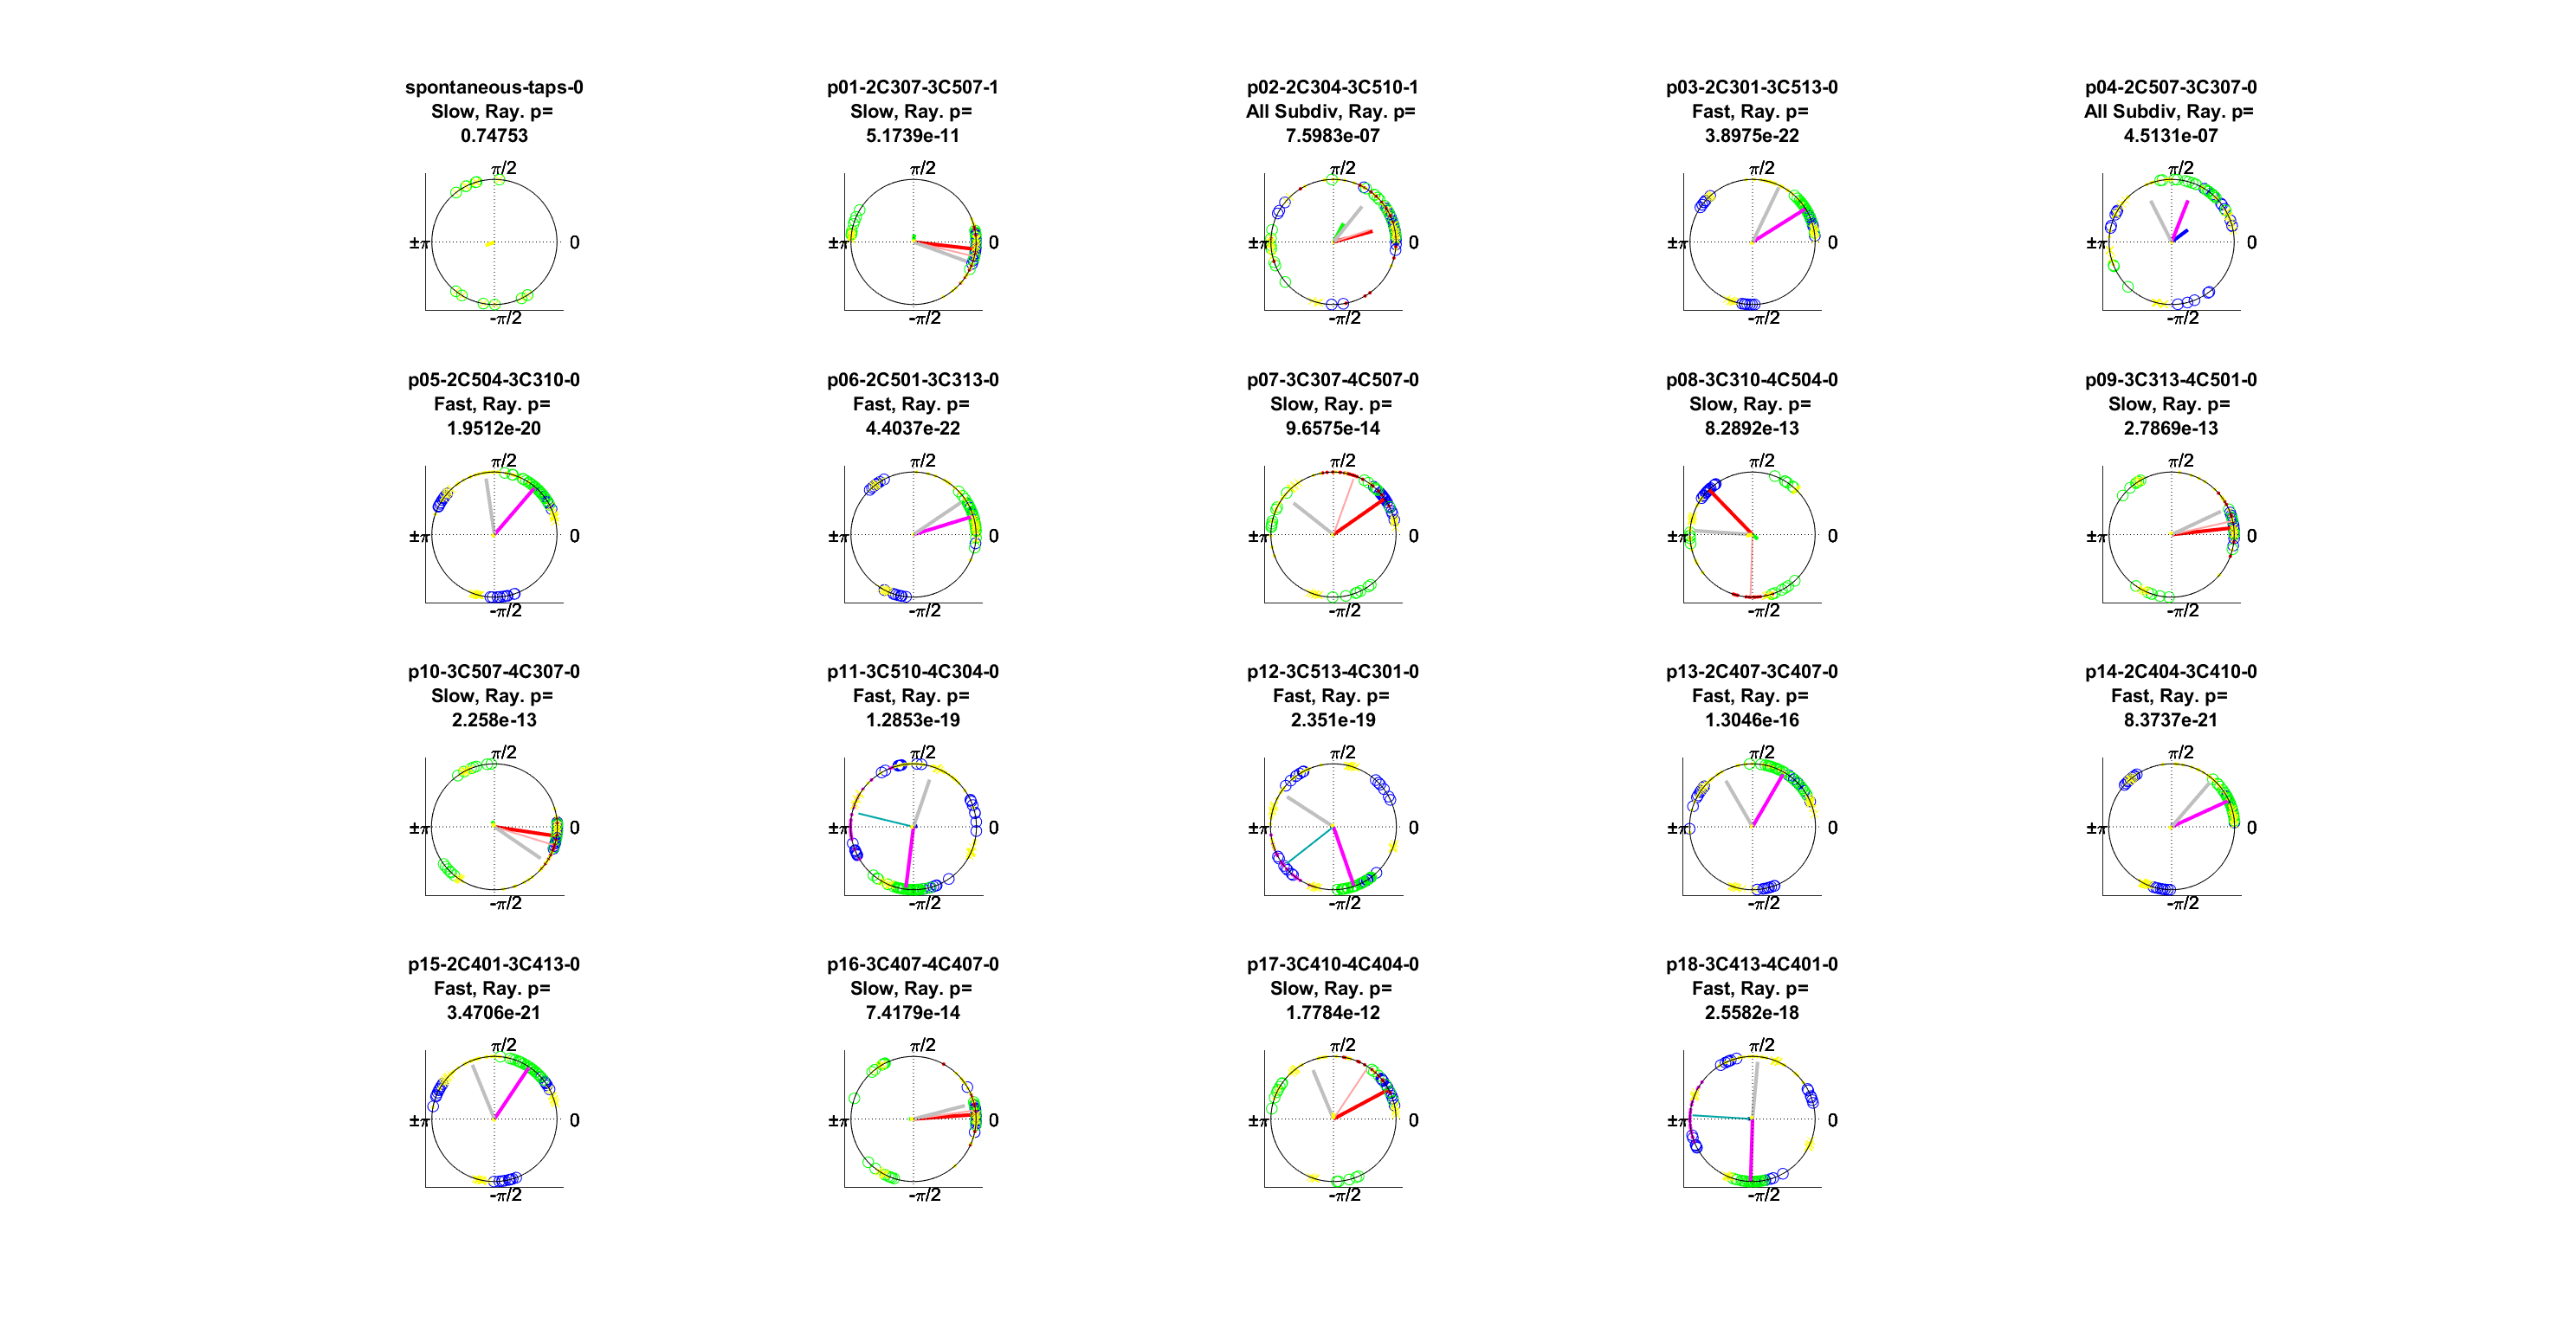 spontaneous-taps-0
Slow, Ray. p=
0.74753
π/2
±π
0
-π/2
p01-2C307-3C507-1
Slow, Ray. p=
5.1739e-11
π/2
±π
0
-π/2
p02-2C304-3C510-1
All Subdiv, Ray. p=
7.5983e-07
π/2
±π
0
-π/2
p03-2C301-3C513-0
Fast, Ray. p=
3.8975e-22
π/2
±π
0
-π/2
p04-2C507-3C307-0
All Subdiv, Ray. p=
4.5131e-07
π/2
±π
0
-π/2
p05-2C504-3C310-0
Fast, Ray. p=
1.9512e-20
π/2
±π
0
-π/2
p06-2C501-3C313-0
Fast, Ray. p=
4.4037e-22
π/2
±π
0
-π/2
p07-3C307-4C507-0
Slow, Ray. p=
9.6575e-14
π/2
±π
0
-π/2
p08-3C310-4C504-0
Slow, Ray. p=
8.2892e-13
π/2
±π
0
-π/2
p09-3C313-4C501-0
Slow, Ray. p=
2.7869e-13
π/2
±π
0
-π/2
p10-3C507-4C307-0
Slow, Ray. p=
2.258e-13
π/2
±π
0
-π/2
p11-3C510-4C304-0
Fast, Ray. p=
1.2853e-19
π/2
±π
0
-π/2
p12-3C513-4C301-0
Fast, Ray. p=
2.351e-19
π/2
±π
0
-π/2
p13-2C407-3C407-0
Fast, Ray. p=
1.3046e-16
π/2
±π
0
-π/2
p14-2C404-3C410-0
Fast, Ray. p=
8.3737e-21
π/2
±π
0
-π/2
p15-2C401-3C413-0
Fast, Ray. p=
3.4706e-21
π/2
±π
0
-π/2
p16-3C407-4C407-0
Slow, Ray. p=
7.4179e-14
π/2
±π
0
-π/2
p17-3C410-4C404-0
Slow, Ray. p=
1.7784e-12
π/2
±π
0
-π/2
p18-3C413-4C401-0
Fast, Ray. p=
2.5582e-18
π/2
±π
0
-π/2